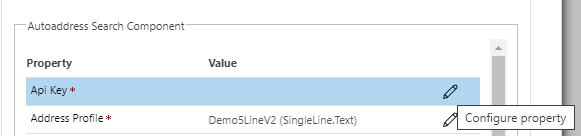 Autoaddress Search Component
Property Value
Api Key *
Address Profile * Demo5LineV2 (SingleLine.Text)
Configure property